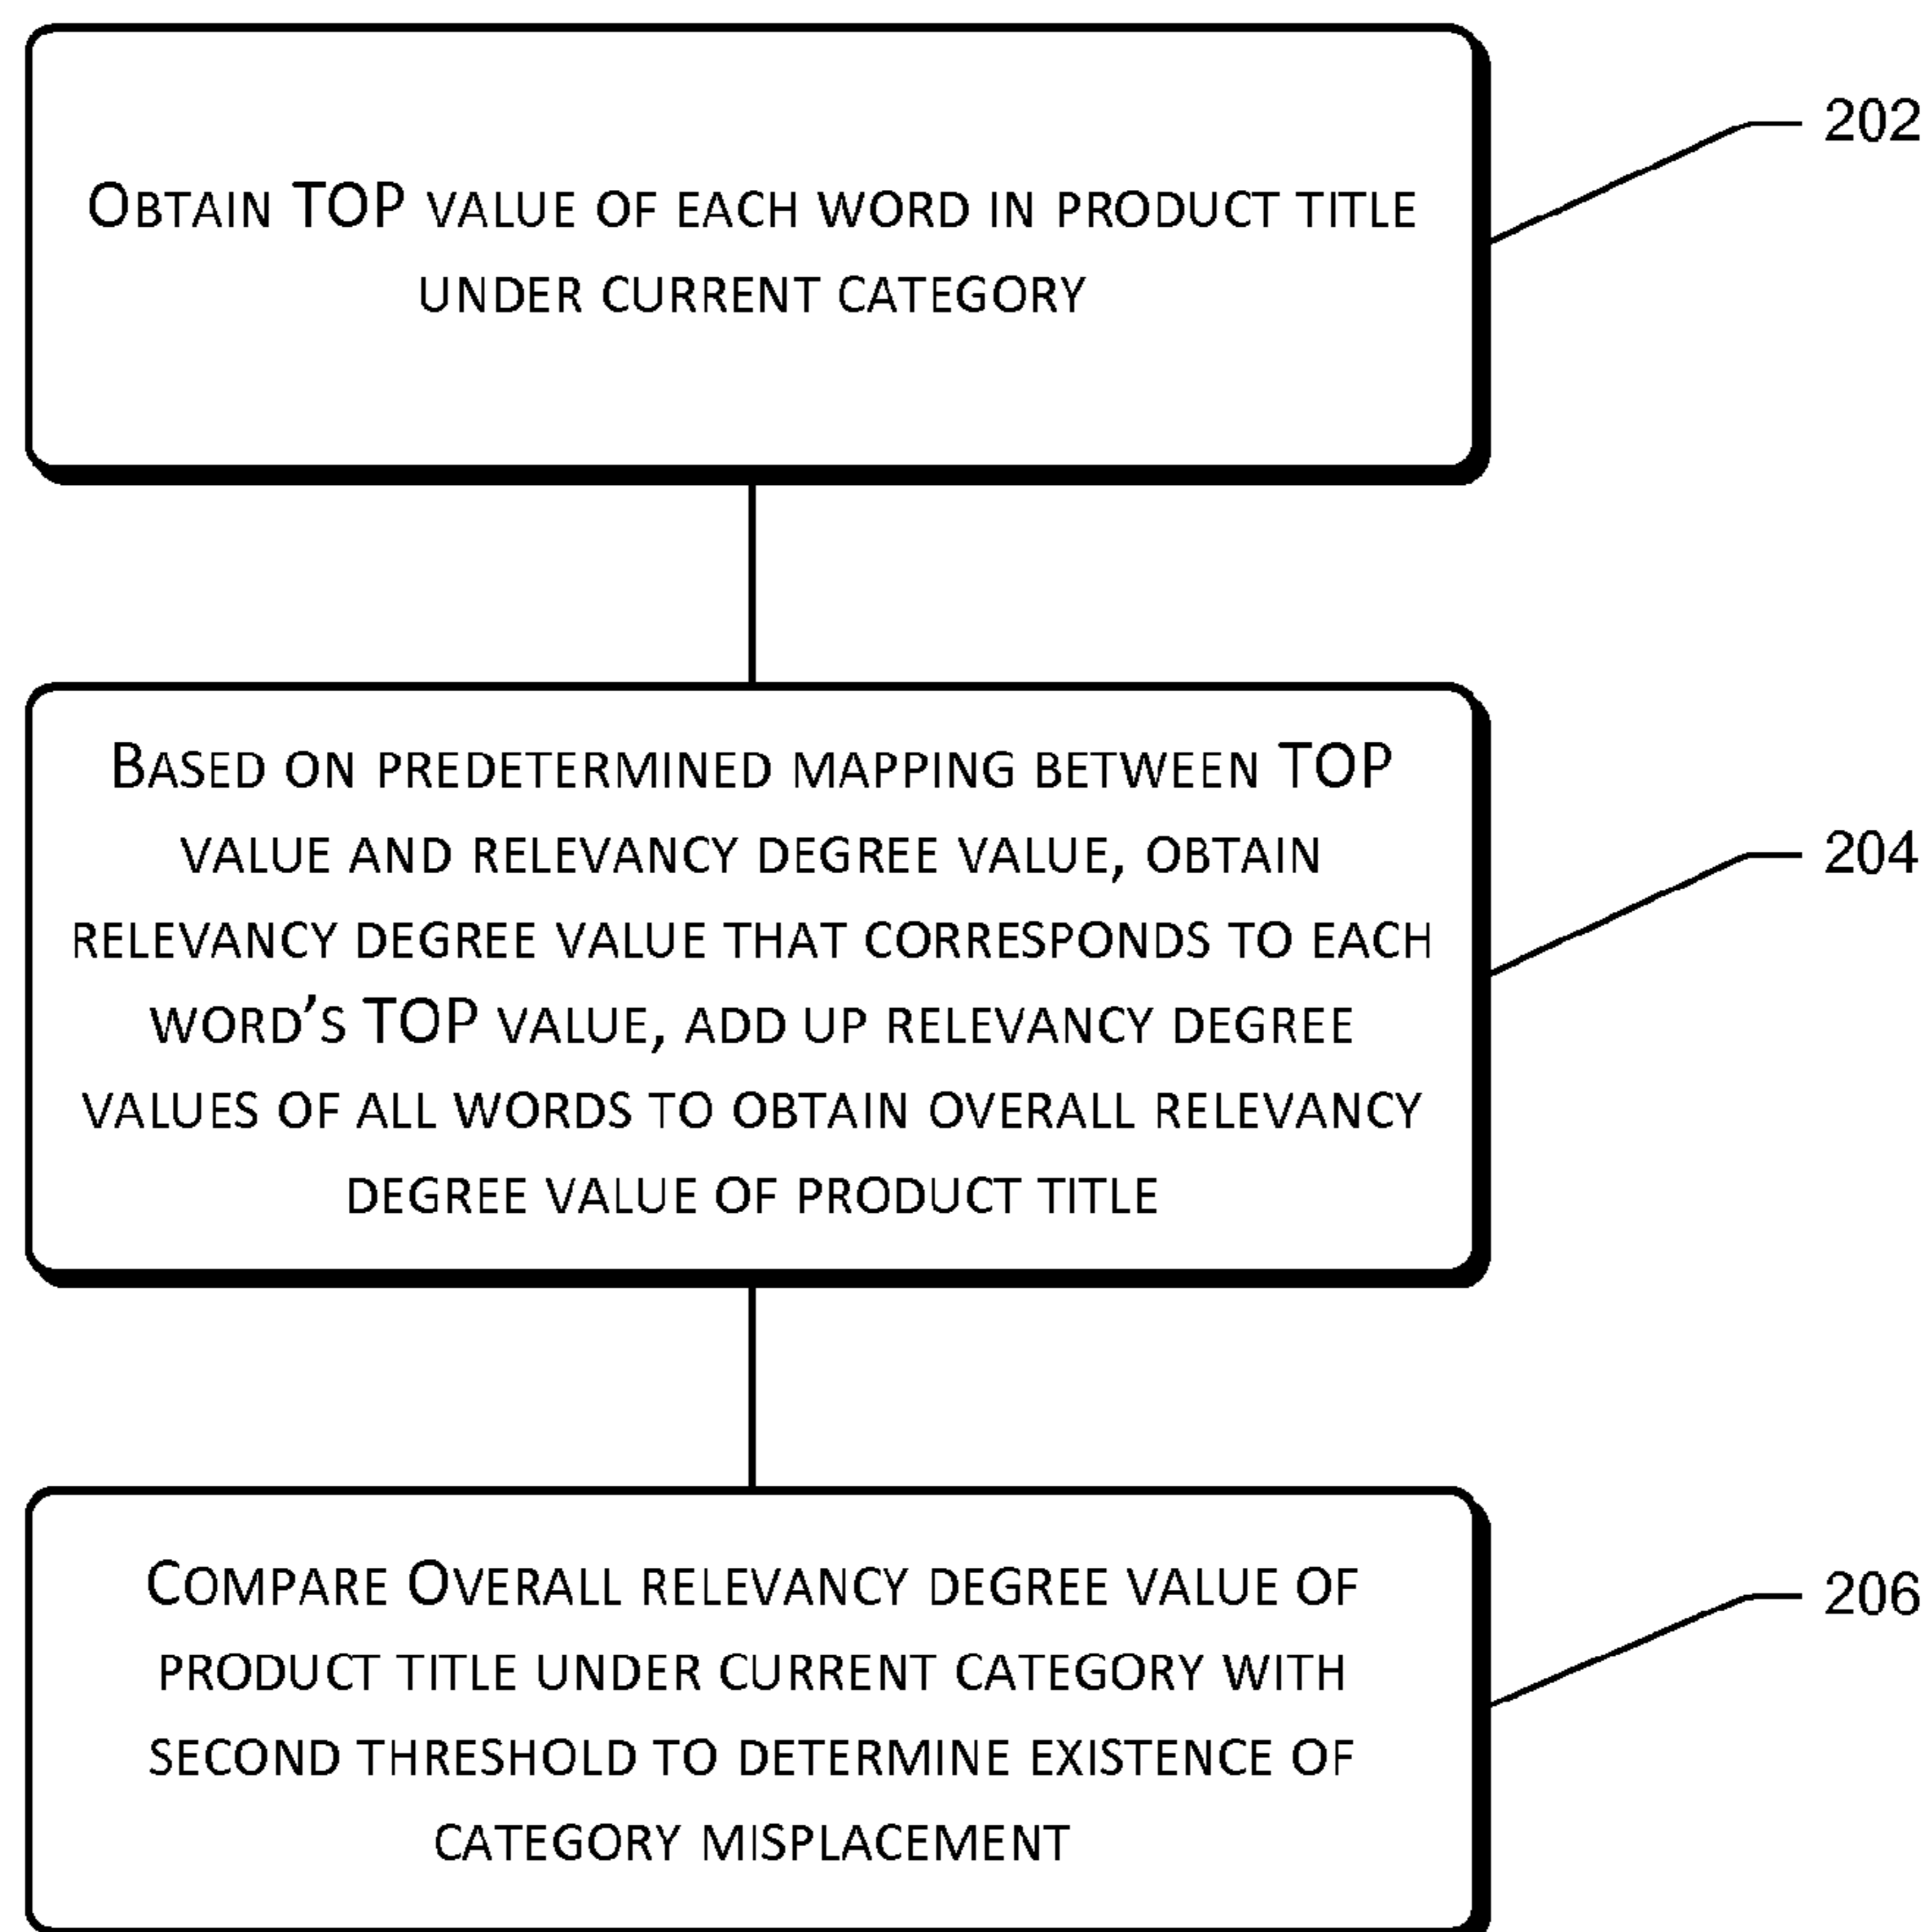 OBTAIN TOP VALUE OF EACH WORD IN PRODUCT TITLE
UNDER CURRENT CATEGORY
202
BASED ON PREDETERMINED MAPPING BETWEEN TOP
VALUE AND RELEVANCY DEGREE VALUE, OBTAIN
RELEVANCY DEGREE VALUE THAT CORRESPONDS TO EACH
WORD’S TOP VALUE, ADD UP RELEVANCY DEGREE
VALUES OF ALL WORDS TO OBTAIN OVERALL RELEVANCY
DEGREE VALUE OF PRODUCT TITLE
204
COMPARE OVERALL RELEVANCY DEGREE VALUE OF
PRODUCT TITLE UNDER CURRENT CATEGORY WITH
SECOND THRESHOLD TO DETERMINE EXISTENCE OF
CATEGORY MISPLACEMENT
206